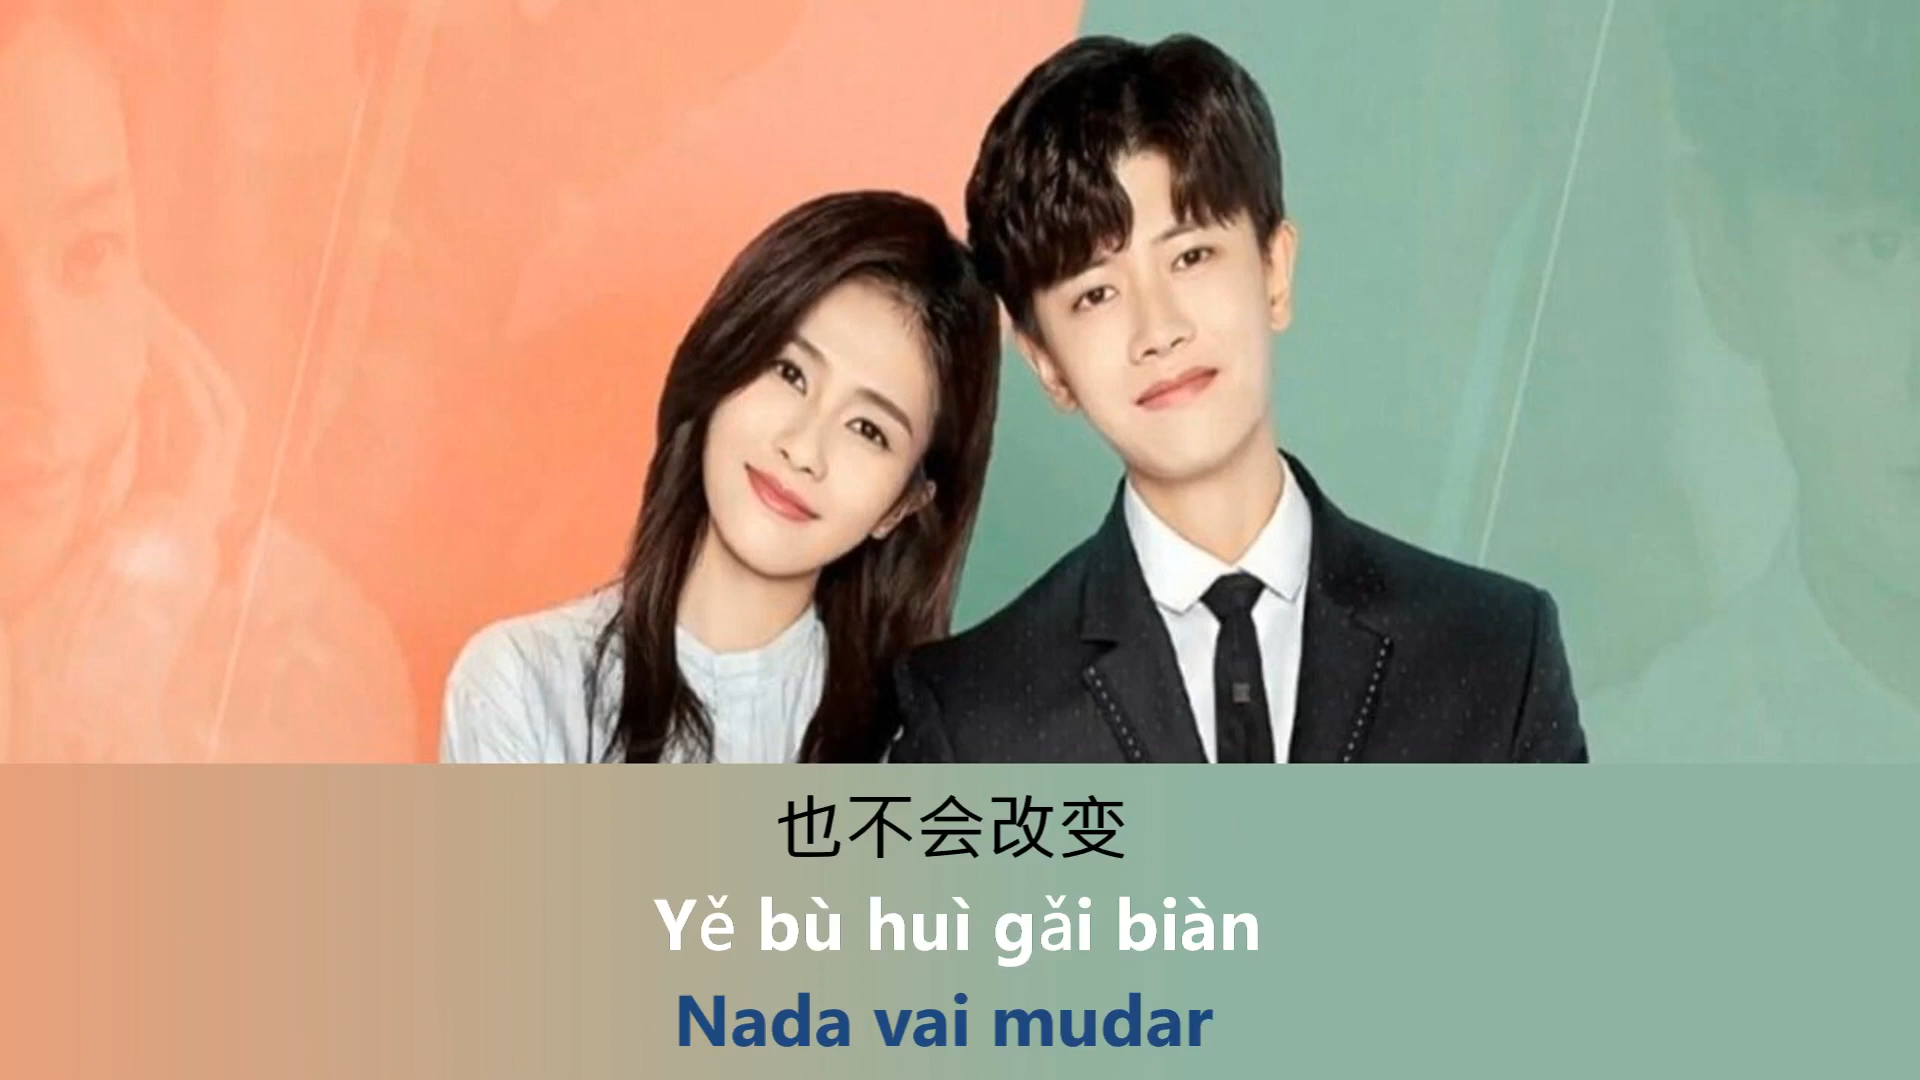 也不会改变
Yě bù huì gǎi biàn
Nada vai mudar